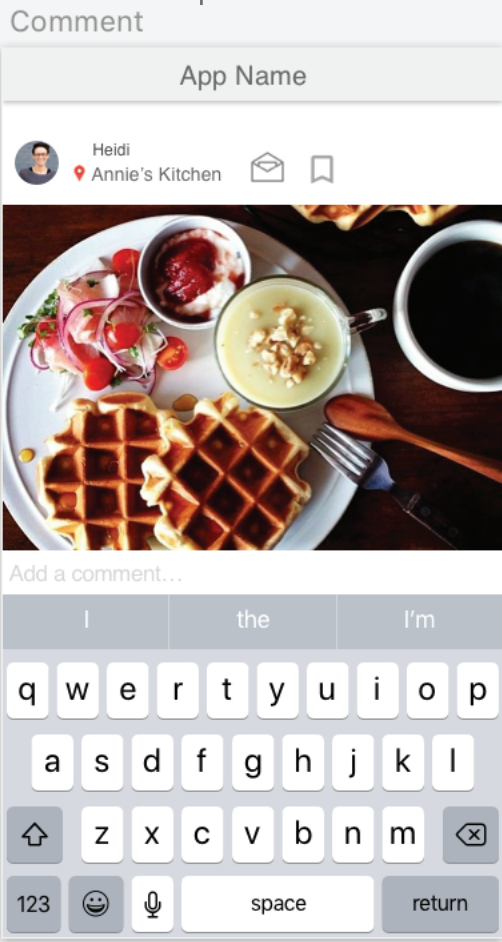 Comment
App Name
Heidi
Annie's Kitchen
Add a comment...
I the I'm
q w e r t y u i o p
a s d f g h j k l
z x c v b n m
123 space return